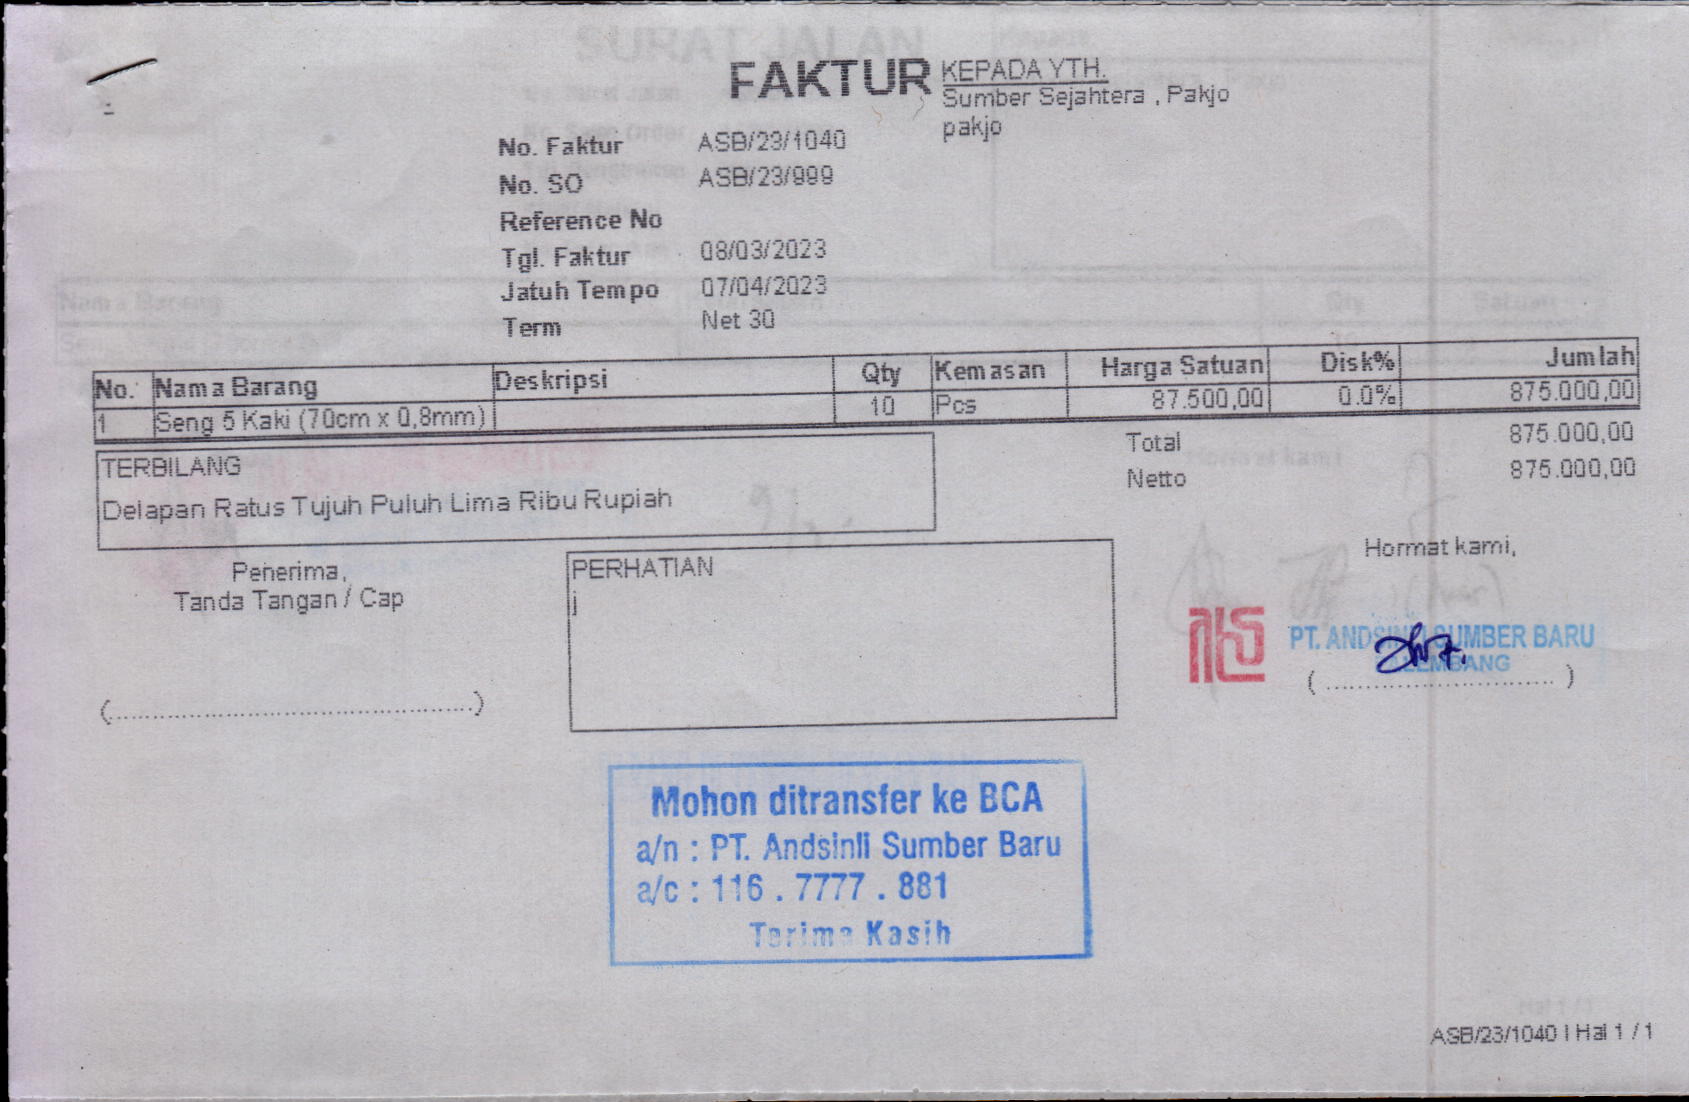 FAKTUR
KEPADA YTH.
Sumber Sejahtera , Pakjo
pakjo
No. Faktur ASB/23/1040
No. SO ASB/23/999
Reference No
Tgl. Faktur 08/03/2023
Jatuh Tempo 07/04/2023
Term Net 30
No. Nama Barang Deskripsi Qty Kemasan Harga Satuan Disk% Jumlah
1 Seng 5 Kaki (70cm x 0,8mm) 10 Pcs 87.500,00 0.0% 875.000,00
Total 875.000,00
Netto 875.000,00
TERBILANG
Delapan Ratus Tujuh Puluh Lima Ribu Rupiah
Penerima,
Tanda Tangan / Cap
(..............................................)
PERHATIAN
j
Hormat kami,
PT. ANDSINLI SUMBER BARU
PALEMBANG
( ............................. )
Mohon ditransfer ke BCA
a/n : PT. Andsinli Sumber Baru
a/c : 116 . 7777 . 881
Terima Kasih
ASB/23/1040 | Hal 1 / 1